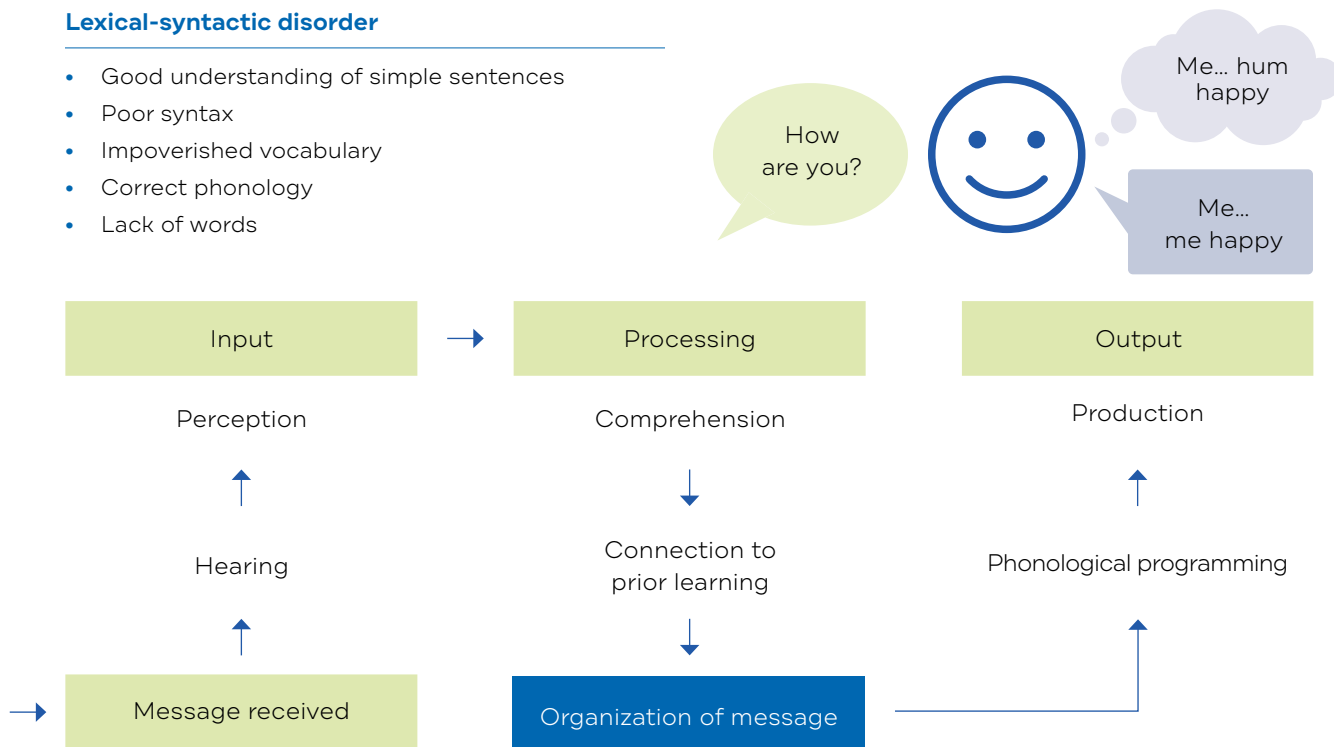 Lexical-syntactic disorder
• Good understanding of simple sentences
• Poor syntax
• Impoverished vocabulary
• Correct phonology
• Lack of words
How
are you?
Me... hum
happy
Me...
me happy
Input
Processing
Output
Perception
Comprehension
Production
Hearing
Connection to
prior learning
Phonological programming
Message received
Organization of message